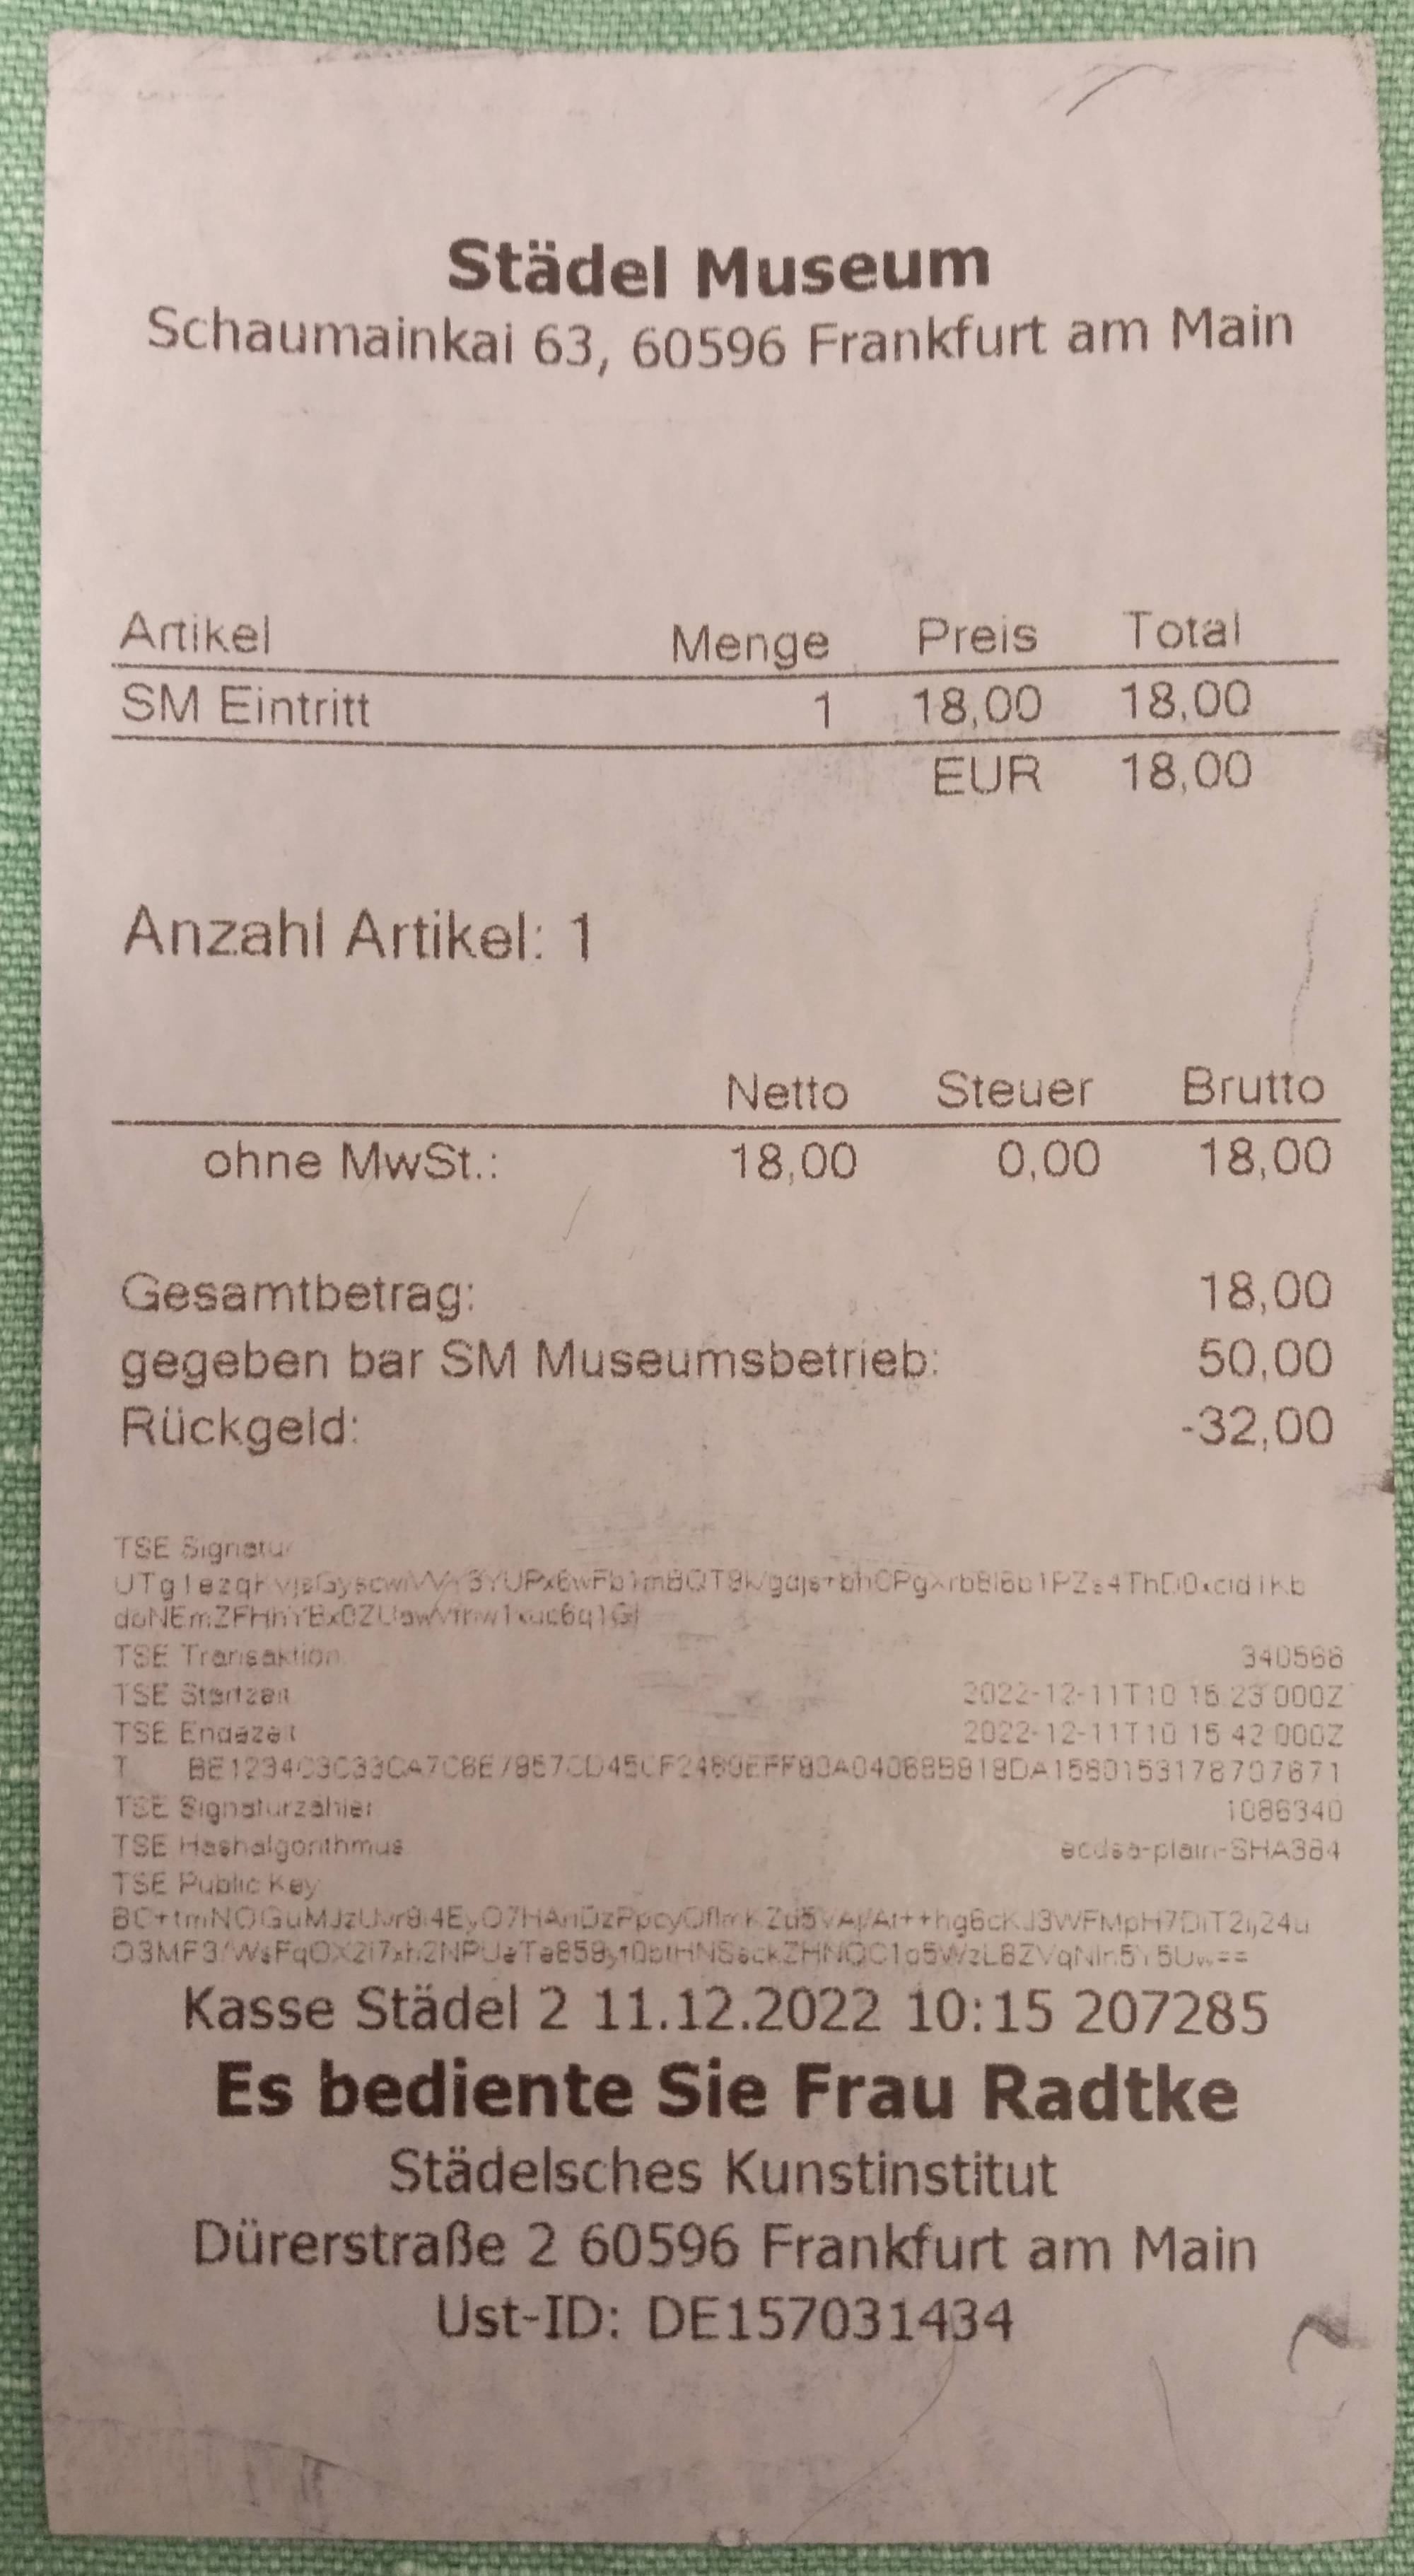 Städel Museum
Schaumainkai 63, 60596 Frankfurt am Main
Artikel Menge Preis Total
SM Eintritt 1 18,00 18,00
EUR 18,00
Anzahl Artikel: 1
Netto Steuer Brutto
ohne MwSt.: 18,00 0,00 18,00
Gesamtbetrag: 18,00
gegeben bar SM Museumsbetrieb: 50,00
Rückgeld: -32,00
TSE Signatur
TSE Transaktion 340566
TSE Startzeit 2022-12-11T10 15 23 000Z
TSE Endezeit 2022-12-11T10 15 42 000Z
TSE Signaturzähler 1086340
TSE Hashalgorithmus ecdsa-plain-SHA384
TSE Public Key
Kasse Städel 2 11.12.2022 10:15 207285
Es bediente Sie Frau Radtke
Städelsches Kunstinstitut
Dürerstraße 2 60596 Frankfurt am Main
Ust-ID: DE157031434